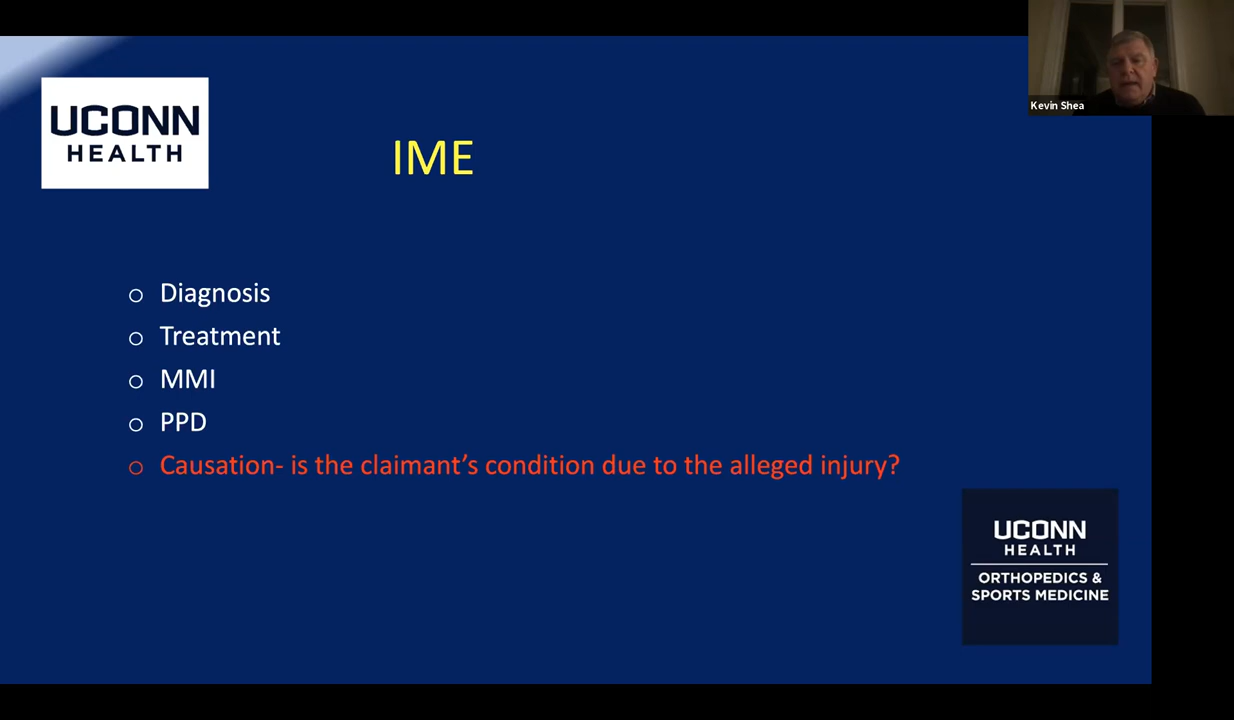 Kevin Shea
UCONN
HEALTH
IME
Diagnosis
Treatment
MMI
PPD
Causation- is the claimant's condition due to the alleged injury?
UCONN
HEALTH
ORTHOPEDICS &
SPORTS MEDICINE